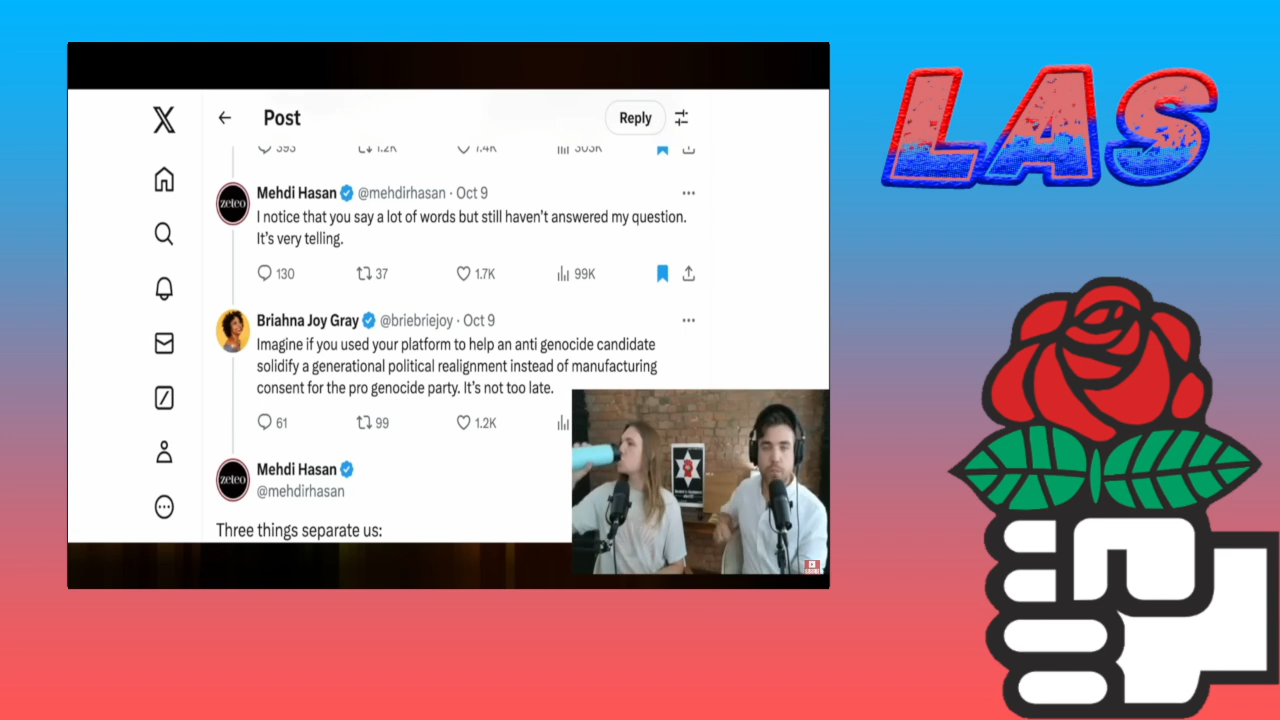 LAS
Post
Reply
Mehdi Hasan @mehdirhasan · Oct 9
zeteo
I notice that you say a lot of words but still haven't answered my question.
It's very telling.
130 37 1.7K 99K
Briahna Joy Gray @briebriejoy · Oct 9
Imagine if you used your platform to help an anti genocide candidate
solidify a generational political realignment instead of manufacturing
consent for the pro genocide party. It's not too late.
61 99 1.2K
Mehdi Hasan
zeteo
@mehdirhasan
Three things separate us: